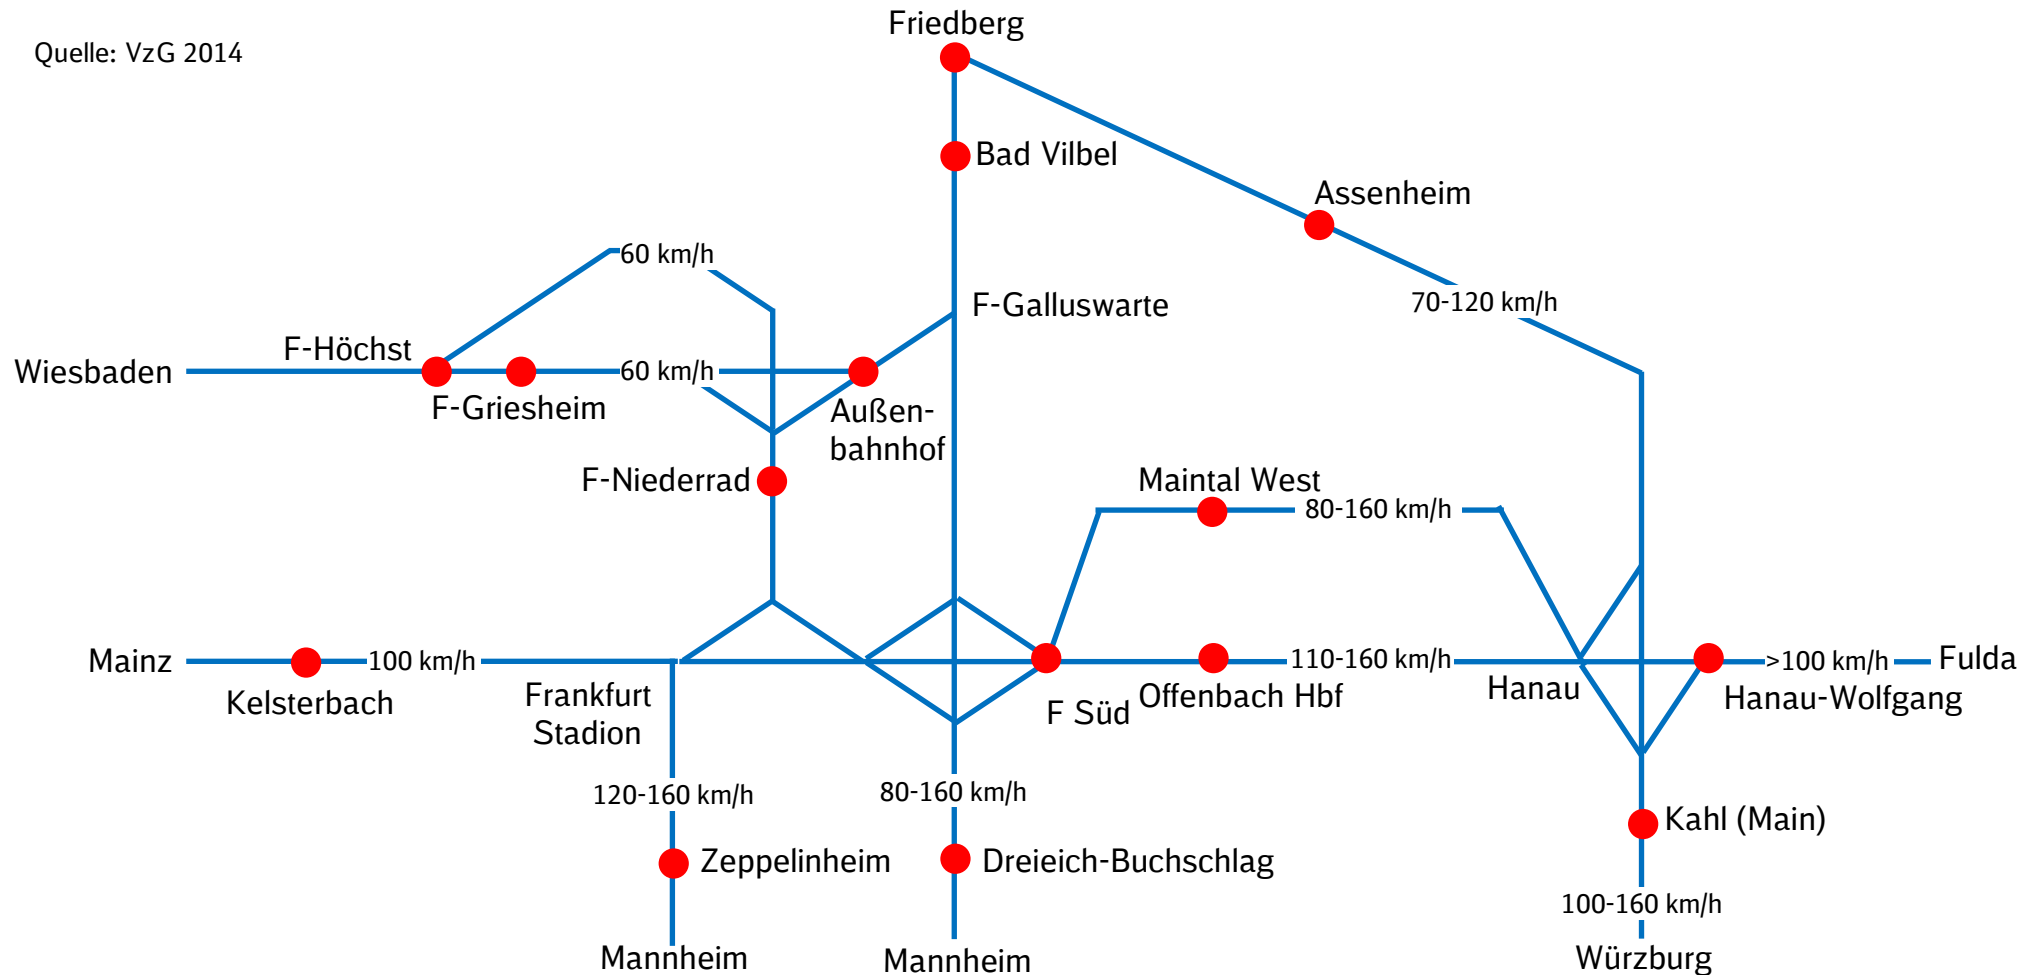 Friedberg
Quelle: VzG 2014
Bad Vilbel
Assenheim
60 km/h
70-120 km/h
F-Galluswarte
F-Höchst
Wiesbaden
60 km/h
F-Griesheim
Außen-
bahnhof
F-Niederrad
Maintal West
80-160 km/h
Mainz
100 km/h
110-160 km/h
>100 km/h
Fulda
Kelsterbach
Frankfurt
Stadion
F Süd
Offenbach Hbf
Hanau
Hanau-Wolfgang
120-160 km/h
80-160 km/h
Kahl (Main)
Zeppelinheim
Dreieich-Buchschlag
100-160 km/h
Mannheim
Mannheim
Würzburg